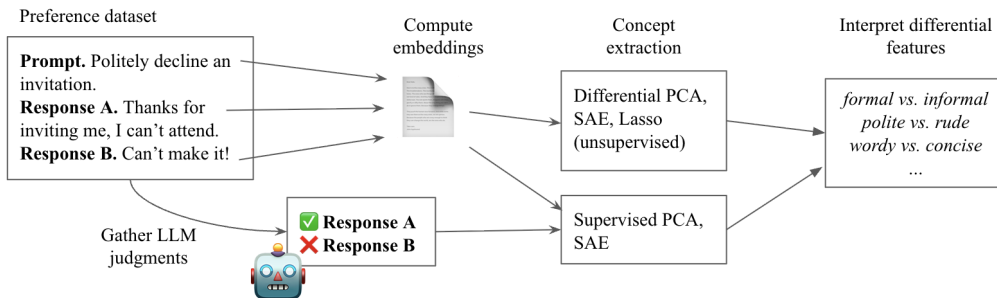 Preference dataset
Prompt. Politely decline an
invitation.
Response A. Thanks for
inviting me, I can't attend.
Response B. Can't make it!
Gather LLM
judgments
Response A
Response B
Compute
embeddings
Concept
extraction
Differential PCA,
SAE, Lasso
(unsupervised)
Supervised PCA,
SAE
Interpret differential
features
formal vs. informal
polite vs. rude
wordy vs. concise
...